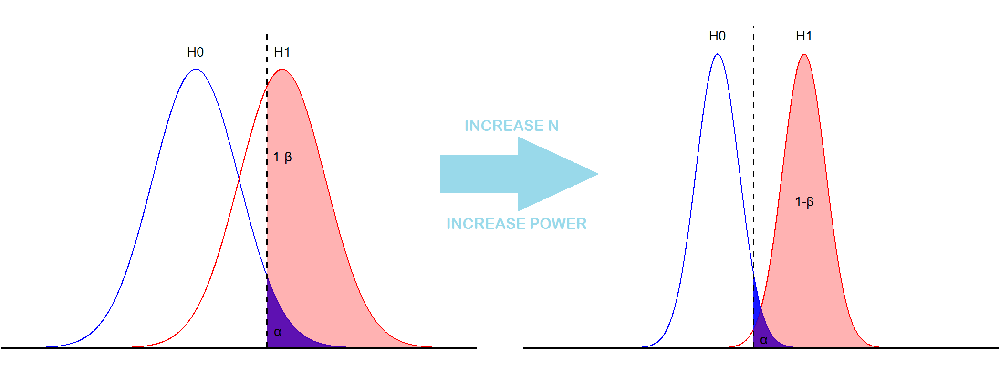 H0
H1
1-β
α
INCREASE N
INCREASE POWER
H0
H1
1-β
α